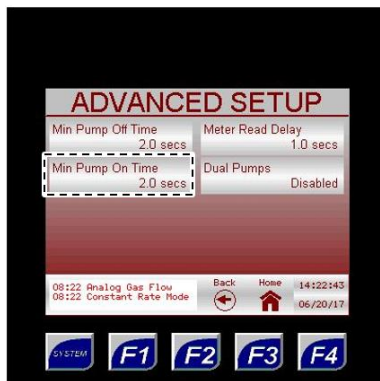 ADVANCED SETUP
Min Pump Off Time
2.0 secs
Meter Read Delay
1.0 secs
Min Pump On Time
2.0 secs
Dual Pumps
Disabled
08:22 Analog Gas Flow
08:22 Constant Rate Mode
Back
Home
14:22:43
06/20/17
SYSTEM
F1
F2
F3
F4